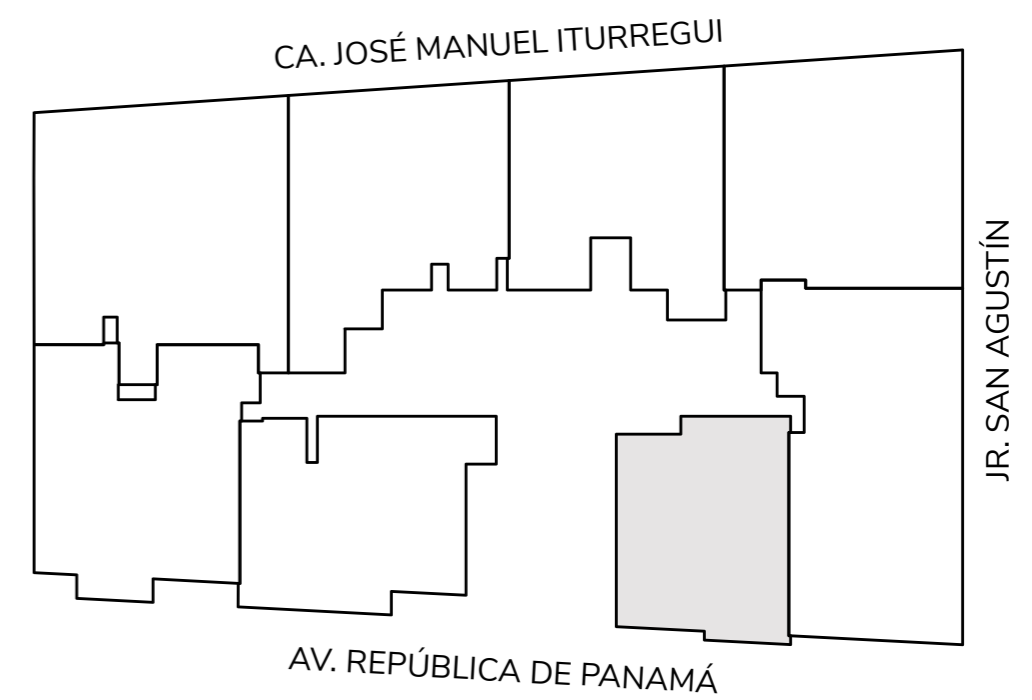 CA. JOSÉ MANUEL ITURREGUI
JR. SAN AGUSTÍN
AV. REPÚBLICA DE PANAMÁ